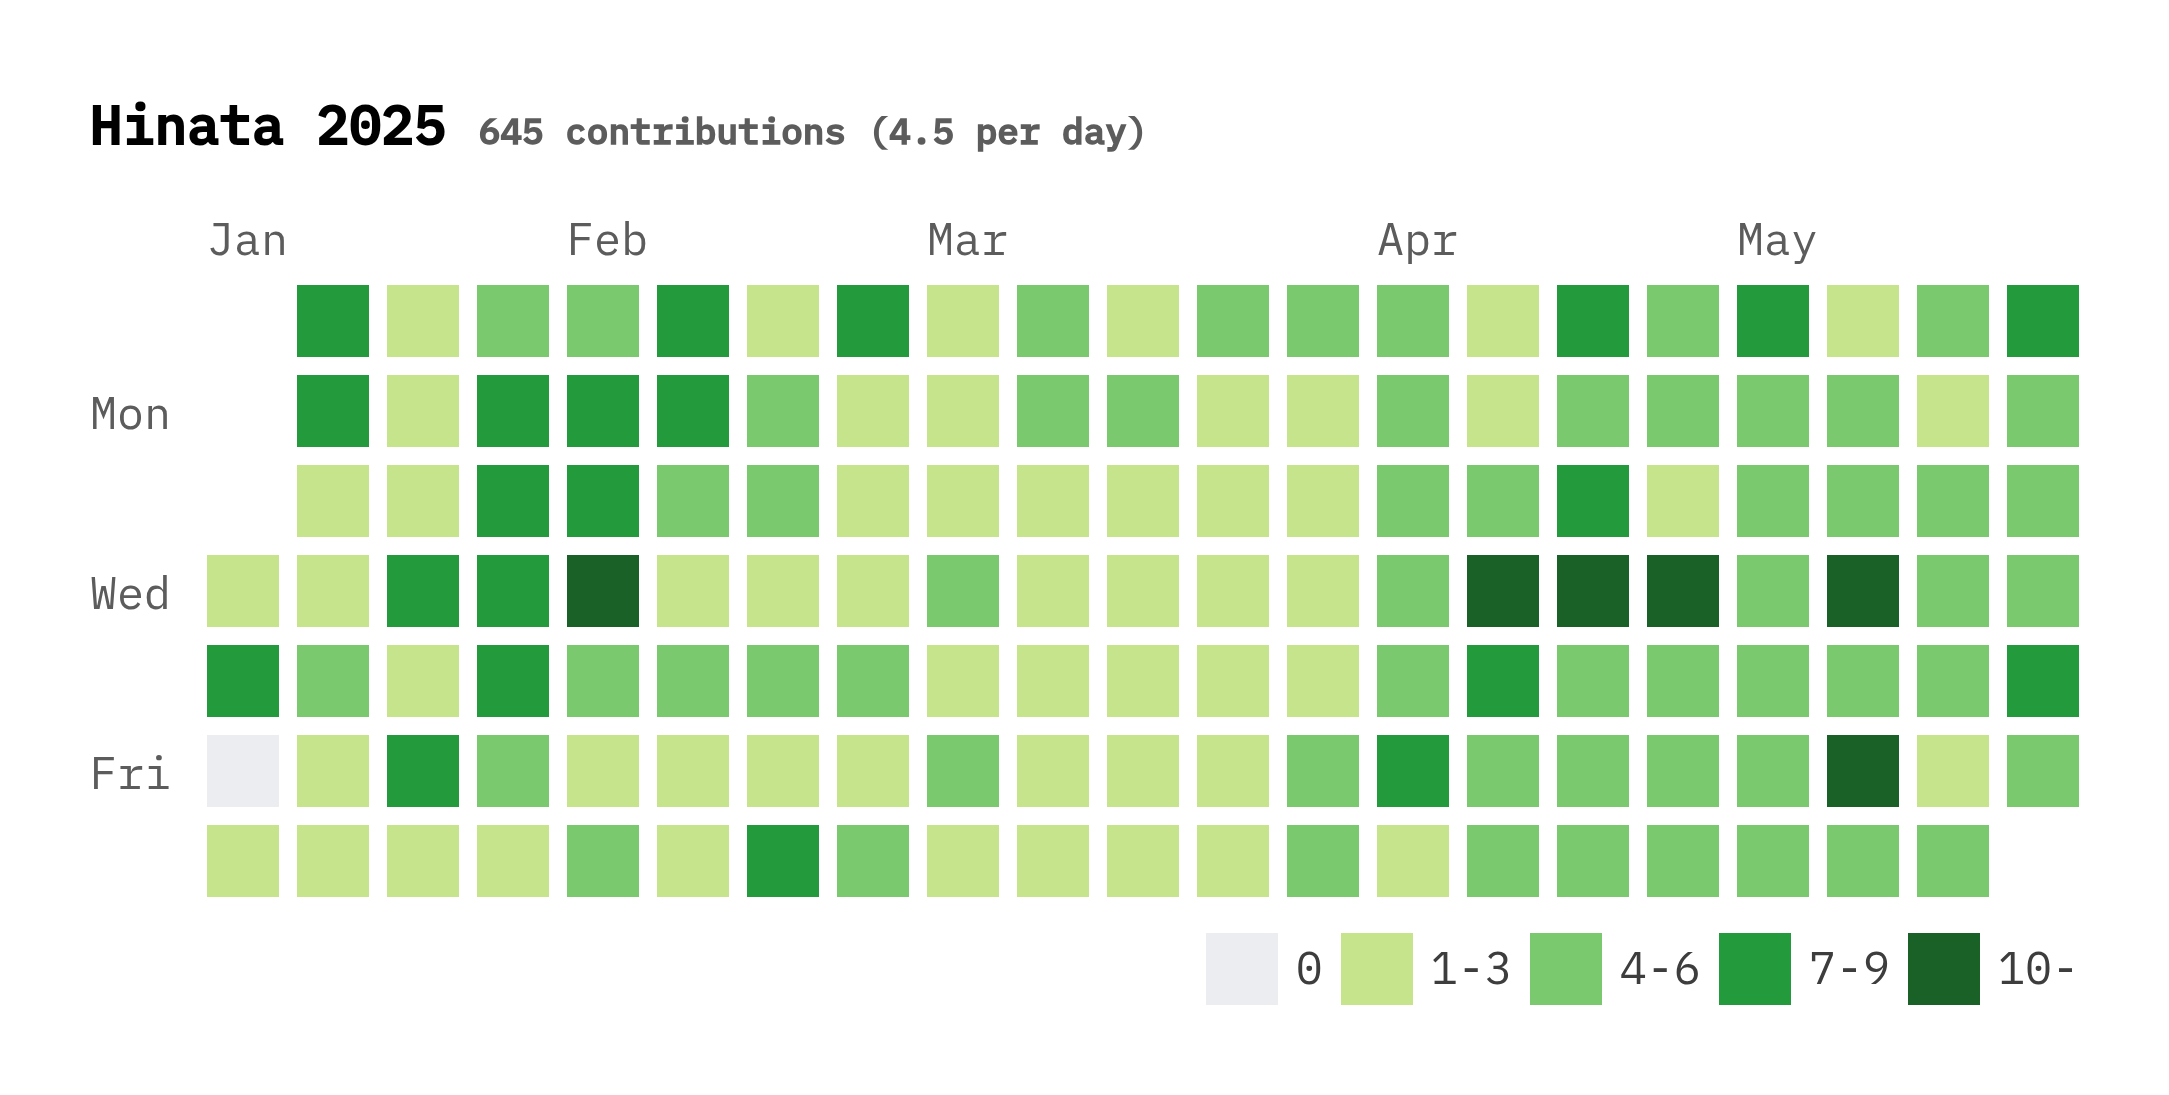 Hinata 2025 645 contributions (4.5 per day)
Jan Feb Mar Apr May
Mon
Wed
Fri
0 1-3 4-6 7-9 10-